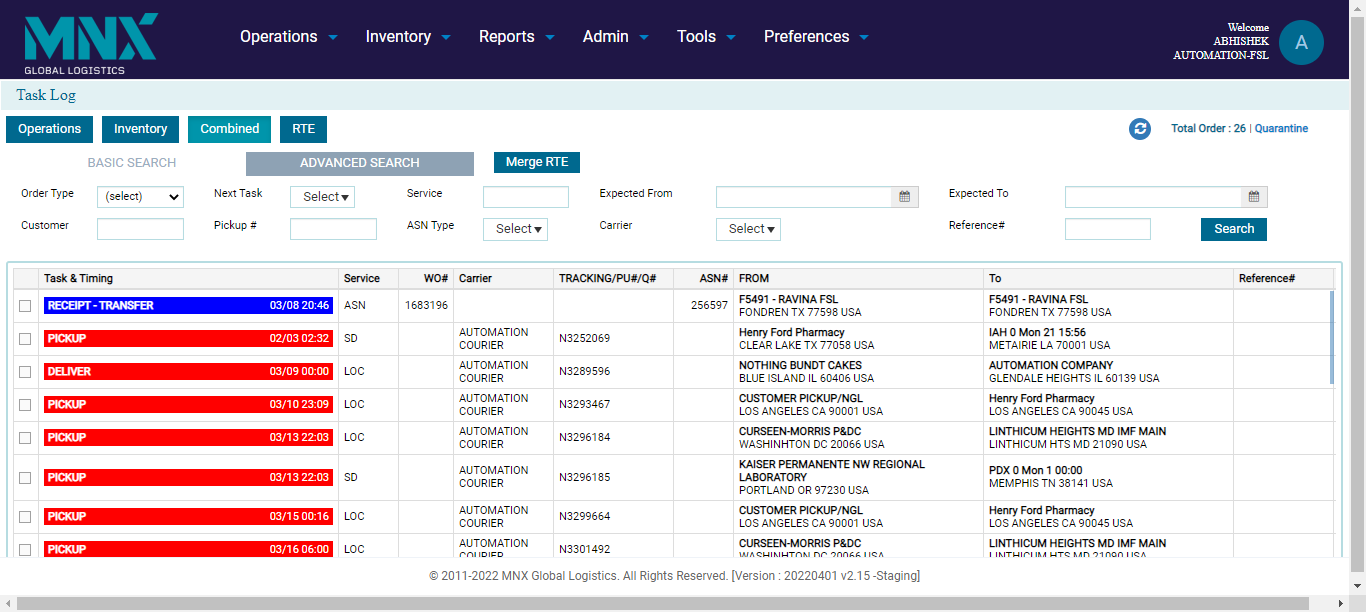 MNX
GLOBAL LOGISTICS
Operations Inventory Reports Admin Tools Preferences
Welcome
ABHISHEK
AUTOMATION-FSL
A
Task Log
Operations Inventory Combined RTE
Total Order : 26 | Quarantine
BASIC SEARCH ADVANCED SEARCH Merge RTE
Order Type (select) Next Task Select Service Expected From Expected To
Customer Pickup # ASN Type Select Carrier Select Reference# Search
Task & Timing Service WO# Carrier TRACKING/PU#/Q# ASN# FROM To Reference#
RECEIPT - TRANSFER 03/08 20:46 ASN 1683196 256597 F5491 - RAVINA FSL F5491 - RAVINA FSL
FONDREN TX 77598 USA FONDREN TX 77598 USA
PICKUP 02/03 02:32 SD AUTOMATION COURIER N3252069 Henry Ford Pharmacy IAH 0 Mon 21 15:56
CLEAR LAKE TX 77058 USA METAIRIE LA 70001 USA
DELIVER 03/09 00:00 LOC AUTOMATION COURIER N3289596 NOTHING BUNDT CAKES AUTOMATION COMPANY
BLUE ISLAND IL 60406 USA GLENDALE HEIGHTS IL 60139 USA
PICKUP 03/10 23:09 LOC AUTOMATION COURIER N3293467 CUSTOMER PICKUP/NGL Henry Ford Pharmacy
LOS ANGELES CA 90001 USA LOS ANGELES CA 90045 USA
PICKUP 03/13 22:03 LOC AUTOMATION COURIER N3296184 CURSEEN-MORRIS P&DC LINTHICUM HEIGHTS MD IMF MAIN
WASHINHTON DC 20066 USA LINTHICUM HTS MD 21090 USA
PICKUP 03/13 22:03 SD AUTOMATION COURIER N3296185 KAISER PERMANENTE NW REGIONAL LABORATORY PDX 0 Mon 1 00:00
PORTLAND OR 97230 USA MEMPHIS TN 38141 USA
PICKUP 03/15 00:16 LOC AUTOMATION COURIER N3299664 CUSTOMER PICKUP/NGL Henry Ford Pharmacy
LOS ANGELES CA 90001 USA LOS ANGELES CA 90045 USA
PICKUP 03/16 06:00 LOC AUTOMATION COURIER N3301492 CURSEEN-MORRIS P&DC LINTHICUM HEIGHTS MD IMF MAIN
WASHINHTON DC 20066 USA LINTHICUM HTS MD 21090 USA
© 2011-2022 MNX Global Logistics. All Rights Reserved. [Version : 20220401 v2.15 -Staging]